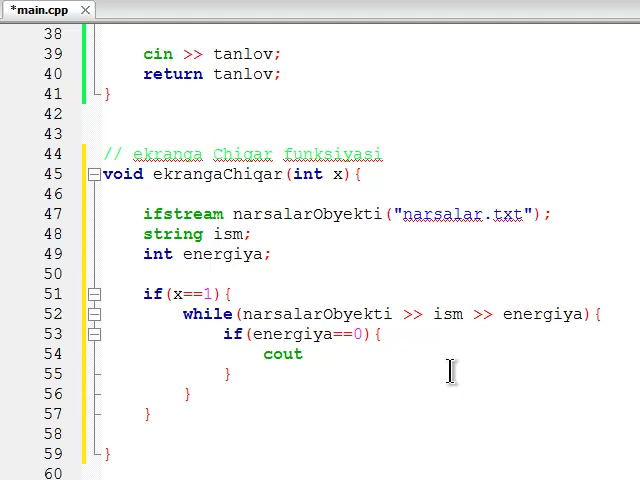 *main.cpp
38
39 cin >> tanlov;
40 return tanlov;
41 }
42
43
44 // ekranga Chiqar funksiyasi
45 void ekrangaChiqar(int x){
46
47 ifstream narsalarObyekti("narsalar.txt");
48 string ism;
49 int energiya;
50
51 if(x==1){
52 while(narsalarObyekti >> ism >> energiya){
53 if(energiya==0){
54 cout
55 }
56 }
57 }
58
59 }
60